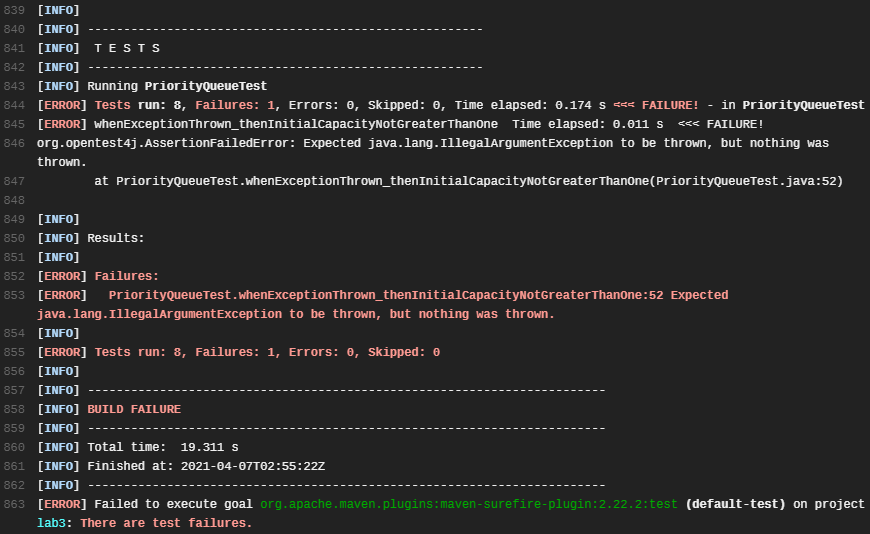 839 [INFO]
840 [INFO] -------------------------------------------------------
841 [INFO]  T E S T S
842 [INFO] -------------------------------------------------------
843 [INFO] Running PriorityQueueTest
844 [ERROR] Tests run: 8, Failures: 1, Errors: 0, Skipped: 0, Time elapsed: 0.174 s <<< FAILURE! - in PriorityQueueTest
845 [ERROR] whenExceptionThrown_thenInitialCapacityNotGreaterThanOne  Time elapsed: 0.011 s  <<< FAILURE!
846 org.opentest4j.AssertionFailedError: Expected java.lang.IllegalArgumentException to be thrown, but nothing was
thrown.
847         at PriorityQueueTest.whenExceptionThrown_thenInitialCapacityNotGreaterThanOne(PriorityQueueTest.java:52)
848
849 [INFO]
850 [INFO] Results:
851 [INFO]
852 [ERROR] Failures:
853 [ERROR]   PriorityQueueTest.whenExceptionThrown_thenInitialCapacityNotGreaterThanOne:52 Expected
java.lang.IllegalArgumentException to be thrown, but nothing was thrown.
854 [INFO]
855 [ERROR] Tests run: 8, Failures: 1, Errors: 0, Skipped: 0
856 [INFO]
857 [INFO] ------------------------------------------------------------------------
858 [INFO] BUILD FAILURE
859 [INFO] ------------------------------------------------------------------------
860 [INFO] Total time:  19.311 s
861 [INFO] Finished at: 2021-04-07T02:55:22Z
862 [INFO] ------------------------------------------------------------------------
863 [ERROR] Failed to execute goal org.apache.maven.plugins:maven-surefire-plugin:2.22.2:test (default-test) on project
lab3: There are test failures.